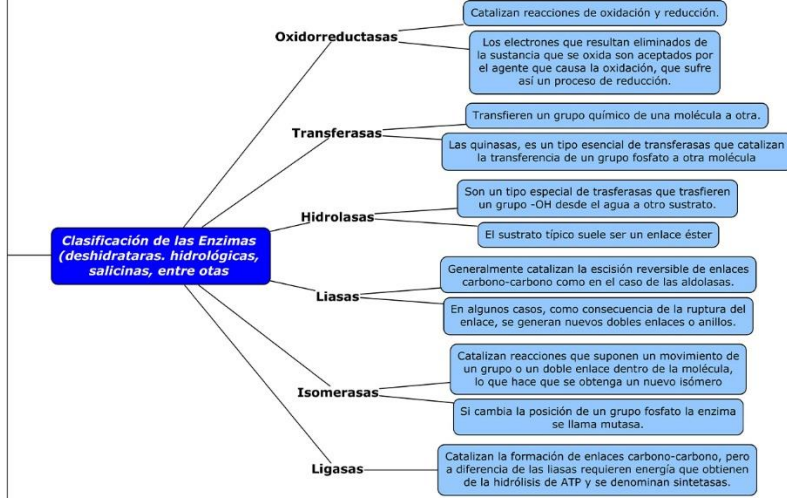 Clasificación de las Enzimas
(deshidrataras. hidrológicas,
salicinas, entre otas
Oxidorreductasas
Catalizan reacciones de oxidación y reducción.
Los electrones que resultan eliminados de
la sustancia que se oxida son aceptados por
el agente que causa la oxidación, que sufre
así un proceso de reducción.
Transferasas
Transfieren un grupo químico de una molécula a otra.
Las quinasas, es un tipo esencial de transferasas que catalizan
la transferencia de un grupo fosfato a otra molécula
Hidrolasas
Son un tipo especial de trasferasas que trasfieren
un grupo -OH desde el agua a otro sustrato.
El sustrato típico suele ser un enlace éster
Liasas
Generalmente catalizan la escisión reversible de enlaces
carbono-carbono como en el caso de las aldolasas.
En algunos casos, como consecuencia de la ruptura del
enlace, se generan nuevos dobles enlaces o anillos.
Isomerasas
Catalizan reacciones que suponen un movimiento de
un grupo o un doble enlace dentro de la molécula,
lo que hace que se obtenga un nuevo isómero
Si cambia la posición de un grupo fosfato la enzima
se llama mutasa.
Ligasas
Catalizan la formación de enlaces carbono-carbono, pero
a diferencia de las liasas requieren energía que obtienen
de la hidrólisis de ATP y se denominan sintetasas.